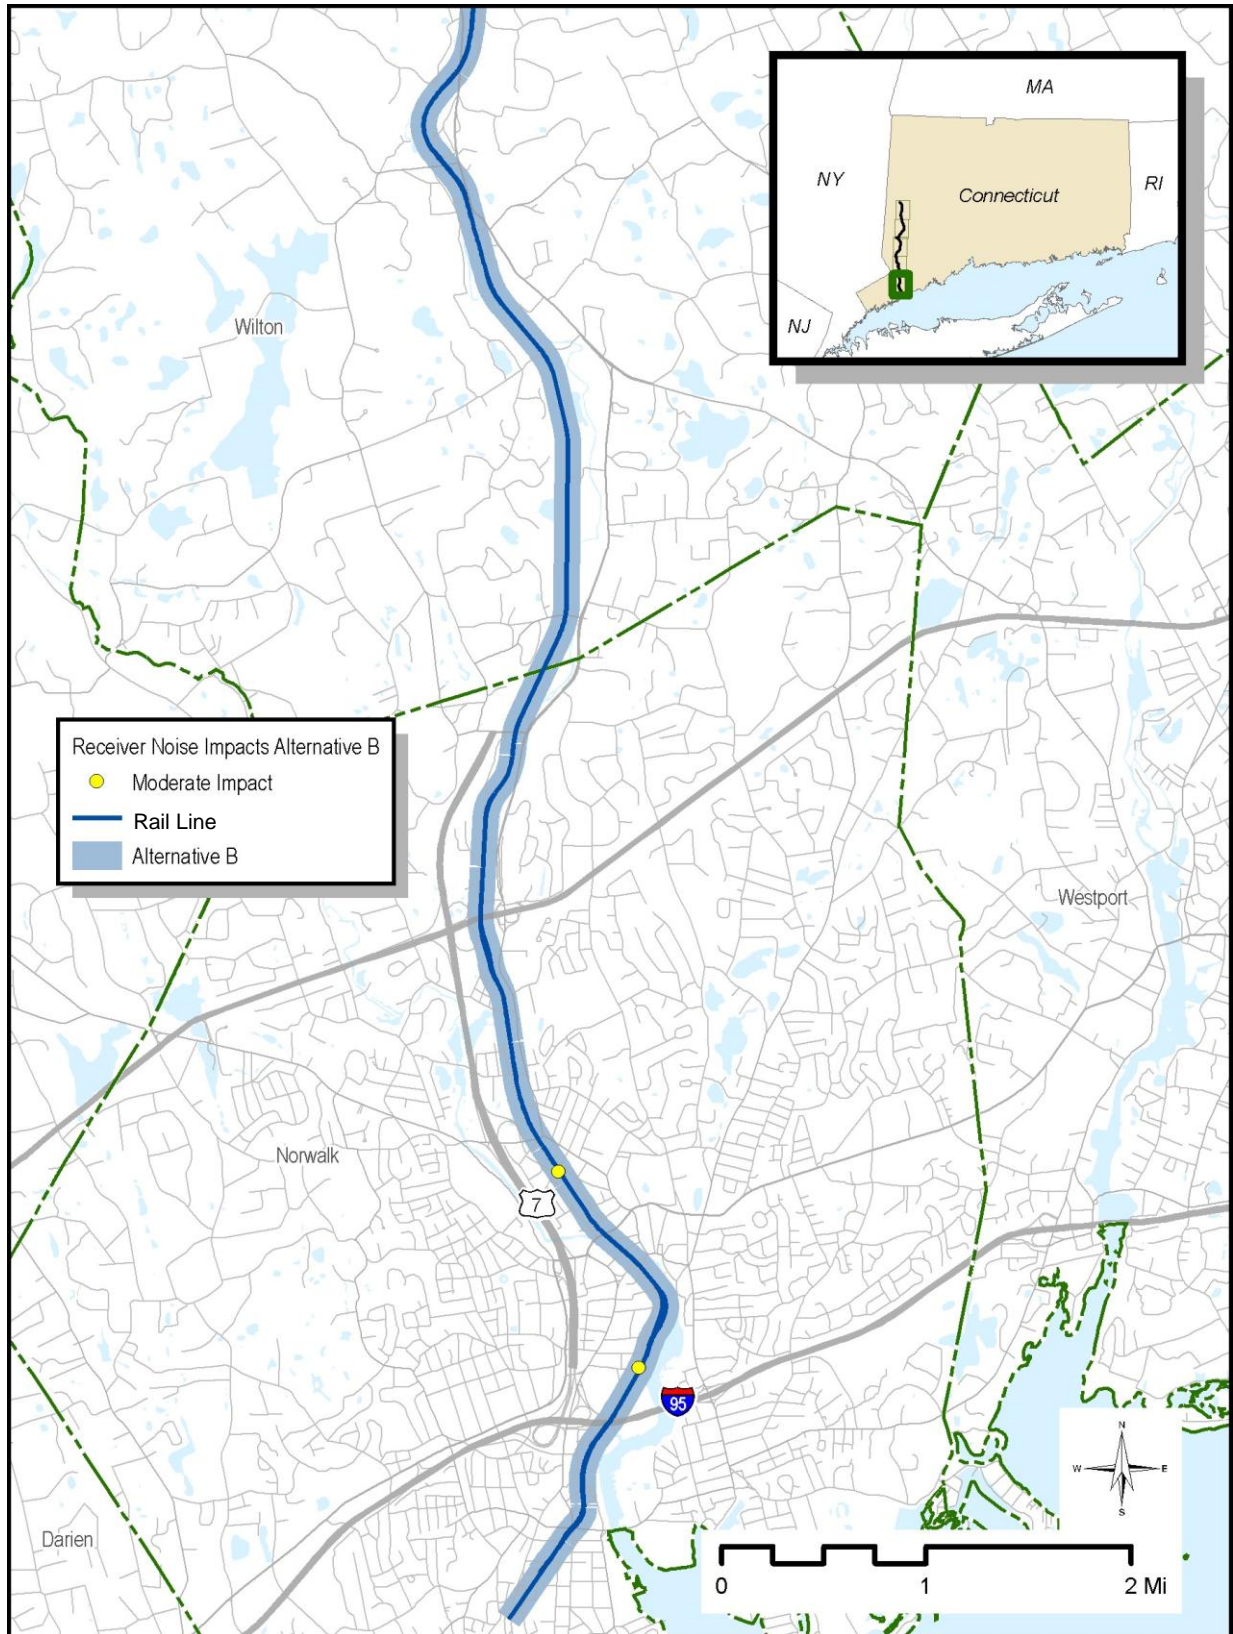 MA
NY
Connecticut
RI
NJ
Wilton
Receiver Noise Impacts Alternative B
Moderate Impact
Rail Line
Alternative B
Westport
Norwalk
7
95
N
W E
S
Darien
0 1 2 Mi